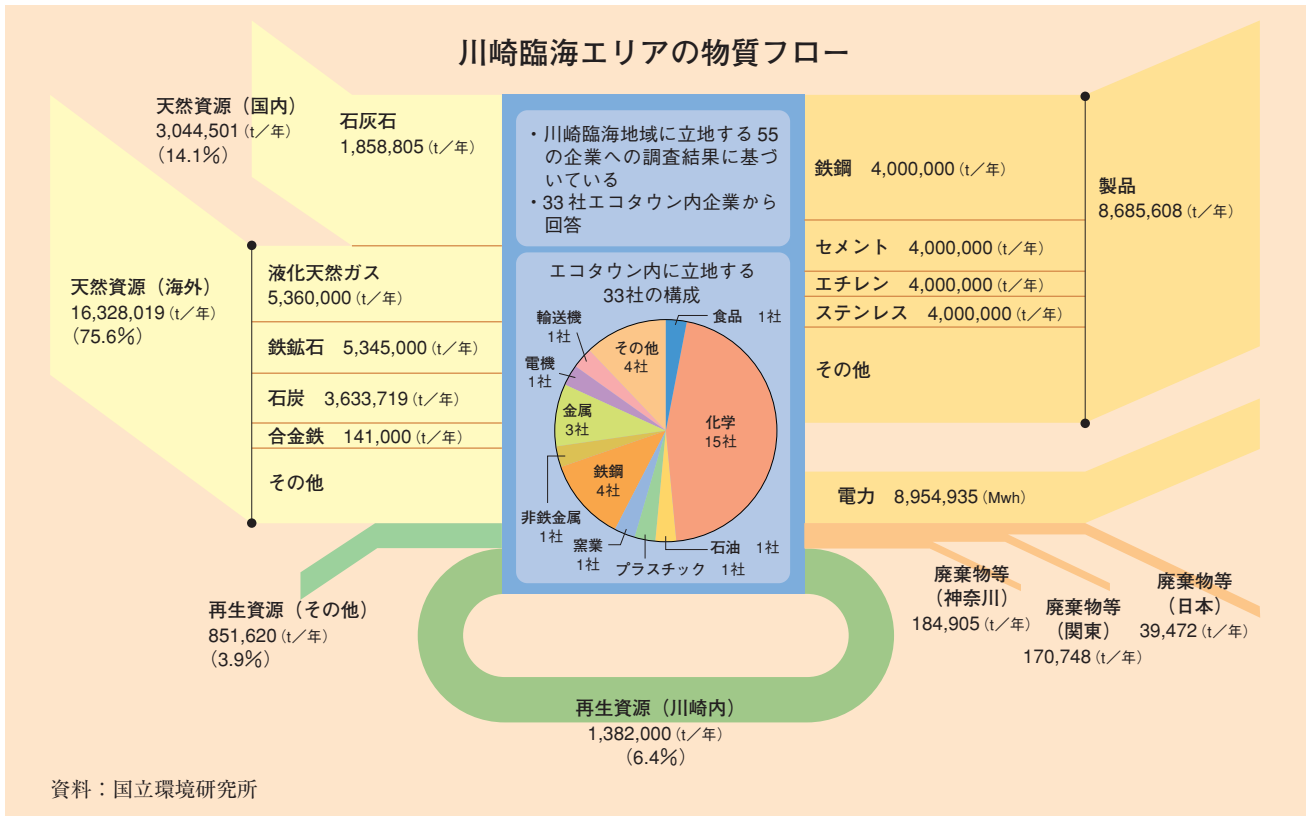 川崎臨海エリアの物質フロー
天然資源（国内）
3,044,501（t／年）
（14.1％）
石灰石
1,858,805（t／年）
天然資源（海外）
16,328,019（t／年）
（75.6％）
液化天然ガス
5,360,000（t／年）
鉄鉱石　5,345,000（t／年）
石炭　3,633,719（t／年）
合金鉄　141,000（t／年）
その他
再生資源（その他）
851,620（t／年）
（3.9％）
・川崎臨海地域に立地する 55
の企業への調査結果に基づ
いている
・33 社エコタウン内企業から
回答
エコタウン内に立地する
33社の構成
食品　1社
化学
15社
石油　1社
プラスチック　1社
窯業
1社
鉄鋼
4社
非鉄金属
1社
金属
3社
電機
1社
輸送機
1社
その他
4社
鉄鋼　4,000,000（t／年）
セメント　4,000,000（t／年）
エチレン　4,000,000（t／年）
ステンレス　4,000,000（t／年）
その他
製品
8,685,608（t／年）
電力　8,954,935（Mwh）
廃棄物等
（神奈川）
184,905（t／年）
廃棄物等
（関東）
170,748（t／年）
廃棄物等
（日本）
39,472（t／年）
再生資源（川崎内）
1,382,000（t／年）
（6.4％）
資料：国立環境研究所